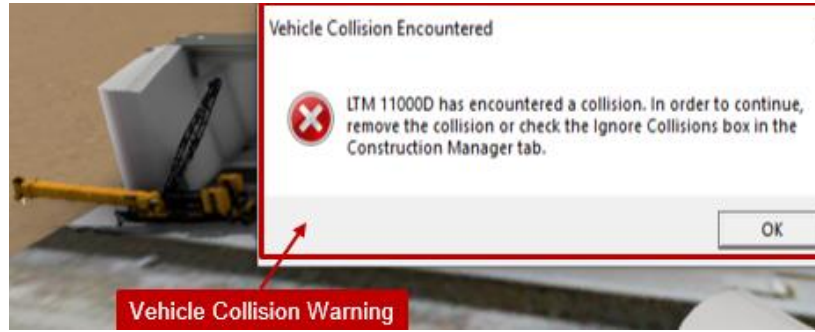 Vehicle Collision Encountered
LTM 11000D has encountered a collision. In order to continue,
remove the collision or check the Ignore Collisions box in the
Construction Manager tab.
OK
Vehicle Collision Warning